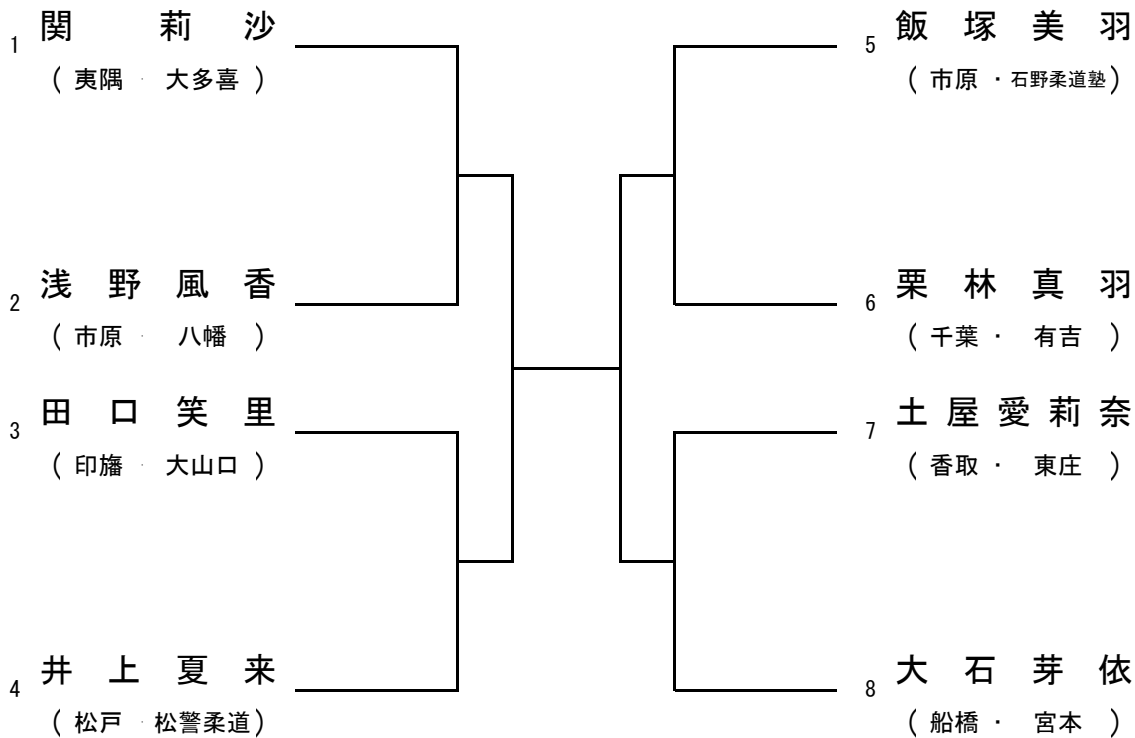 1 関莉沙
(夷隅・大多喜)
2 浅野風香
(市原・八幡)
3 田口笑里
(印旛・大山口)
4 井上夏来
(松戸・松警柔道)
5 飯塚美羽
(市原・石野柔道塾)
6 栗林真羽
(千葉・有吉)
7 土屋愛莉奈
(香取・東庄)
8 大石芽依
(船橋・宮本)